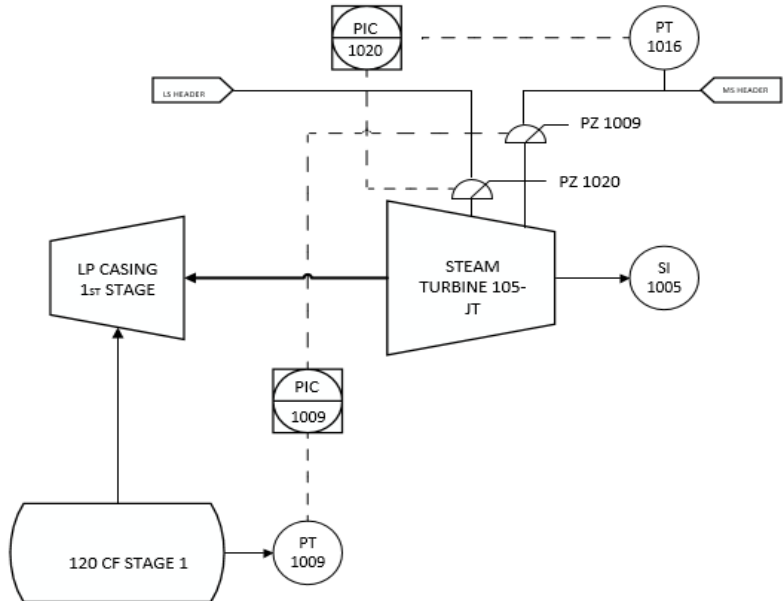 PIC
1020
PT
1016
LS HEADER
MS HEADER
PZ 1009
PZ 1020
LP CASING
1ST STAGE
STEAM
TURBINE 105-
JT
SI
1005
PIC
1009
120 CF STAGE 1
PT
1009